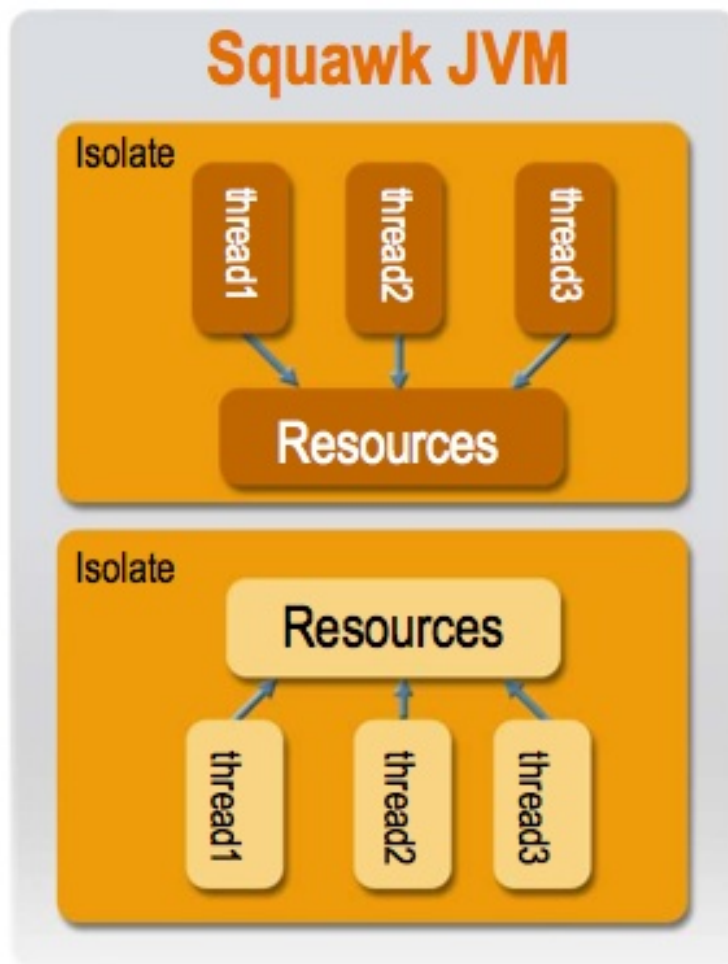 Squawk JVM
Isolate
thread1
thread2
thread3
Resources
Isolate
Resources
thread1
thread2
thread3